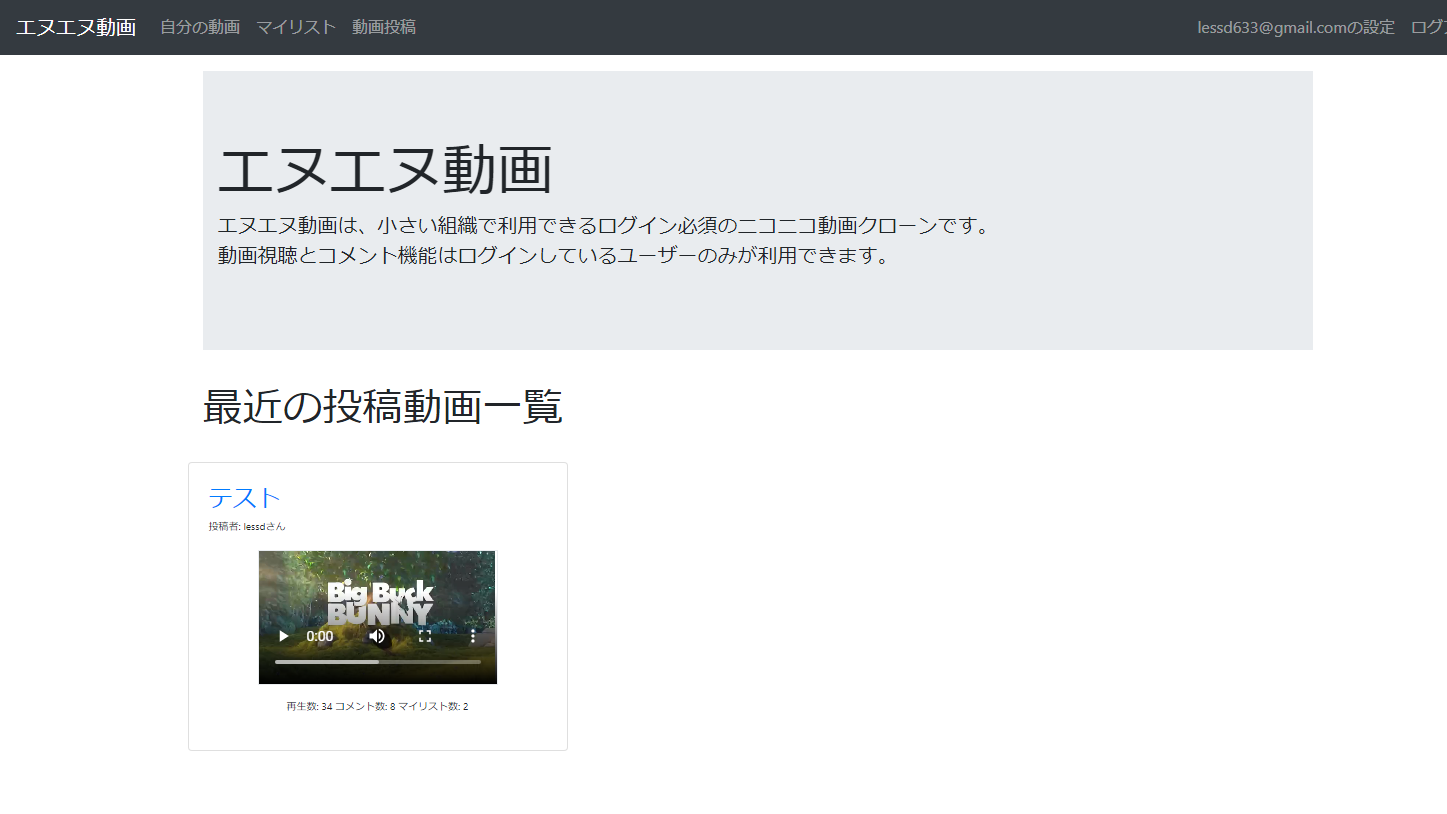 エヌエヌ動画 自分の動画 マイリスト 動画投稿 lessd633@gmail.comの設定 ログ
エヌエヌ動画
エヌエヌ動画は、小さい組織で利用できるログイン必須のニコニコ動画クローンです。
動画視聴とコメント機能はログインしているユーザーのみが利用できます。
最近の投稿動画一覧
テスト
投稿者: lessdさん
Big Buck
BUNNY
0:00
再生数: 34 コメント数: 8 マイリスト数: 2